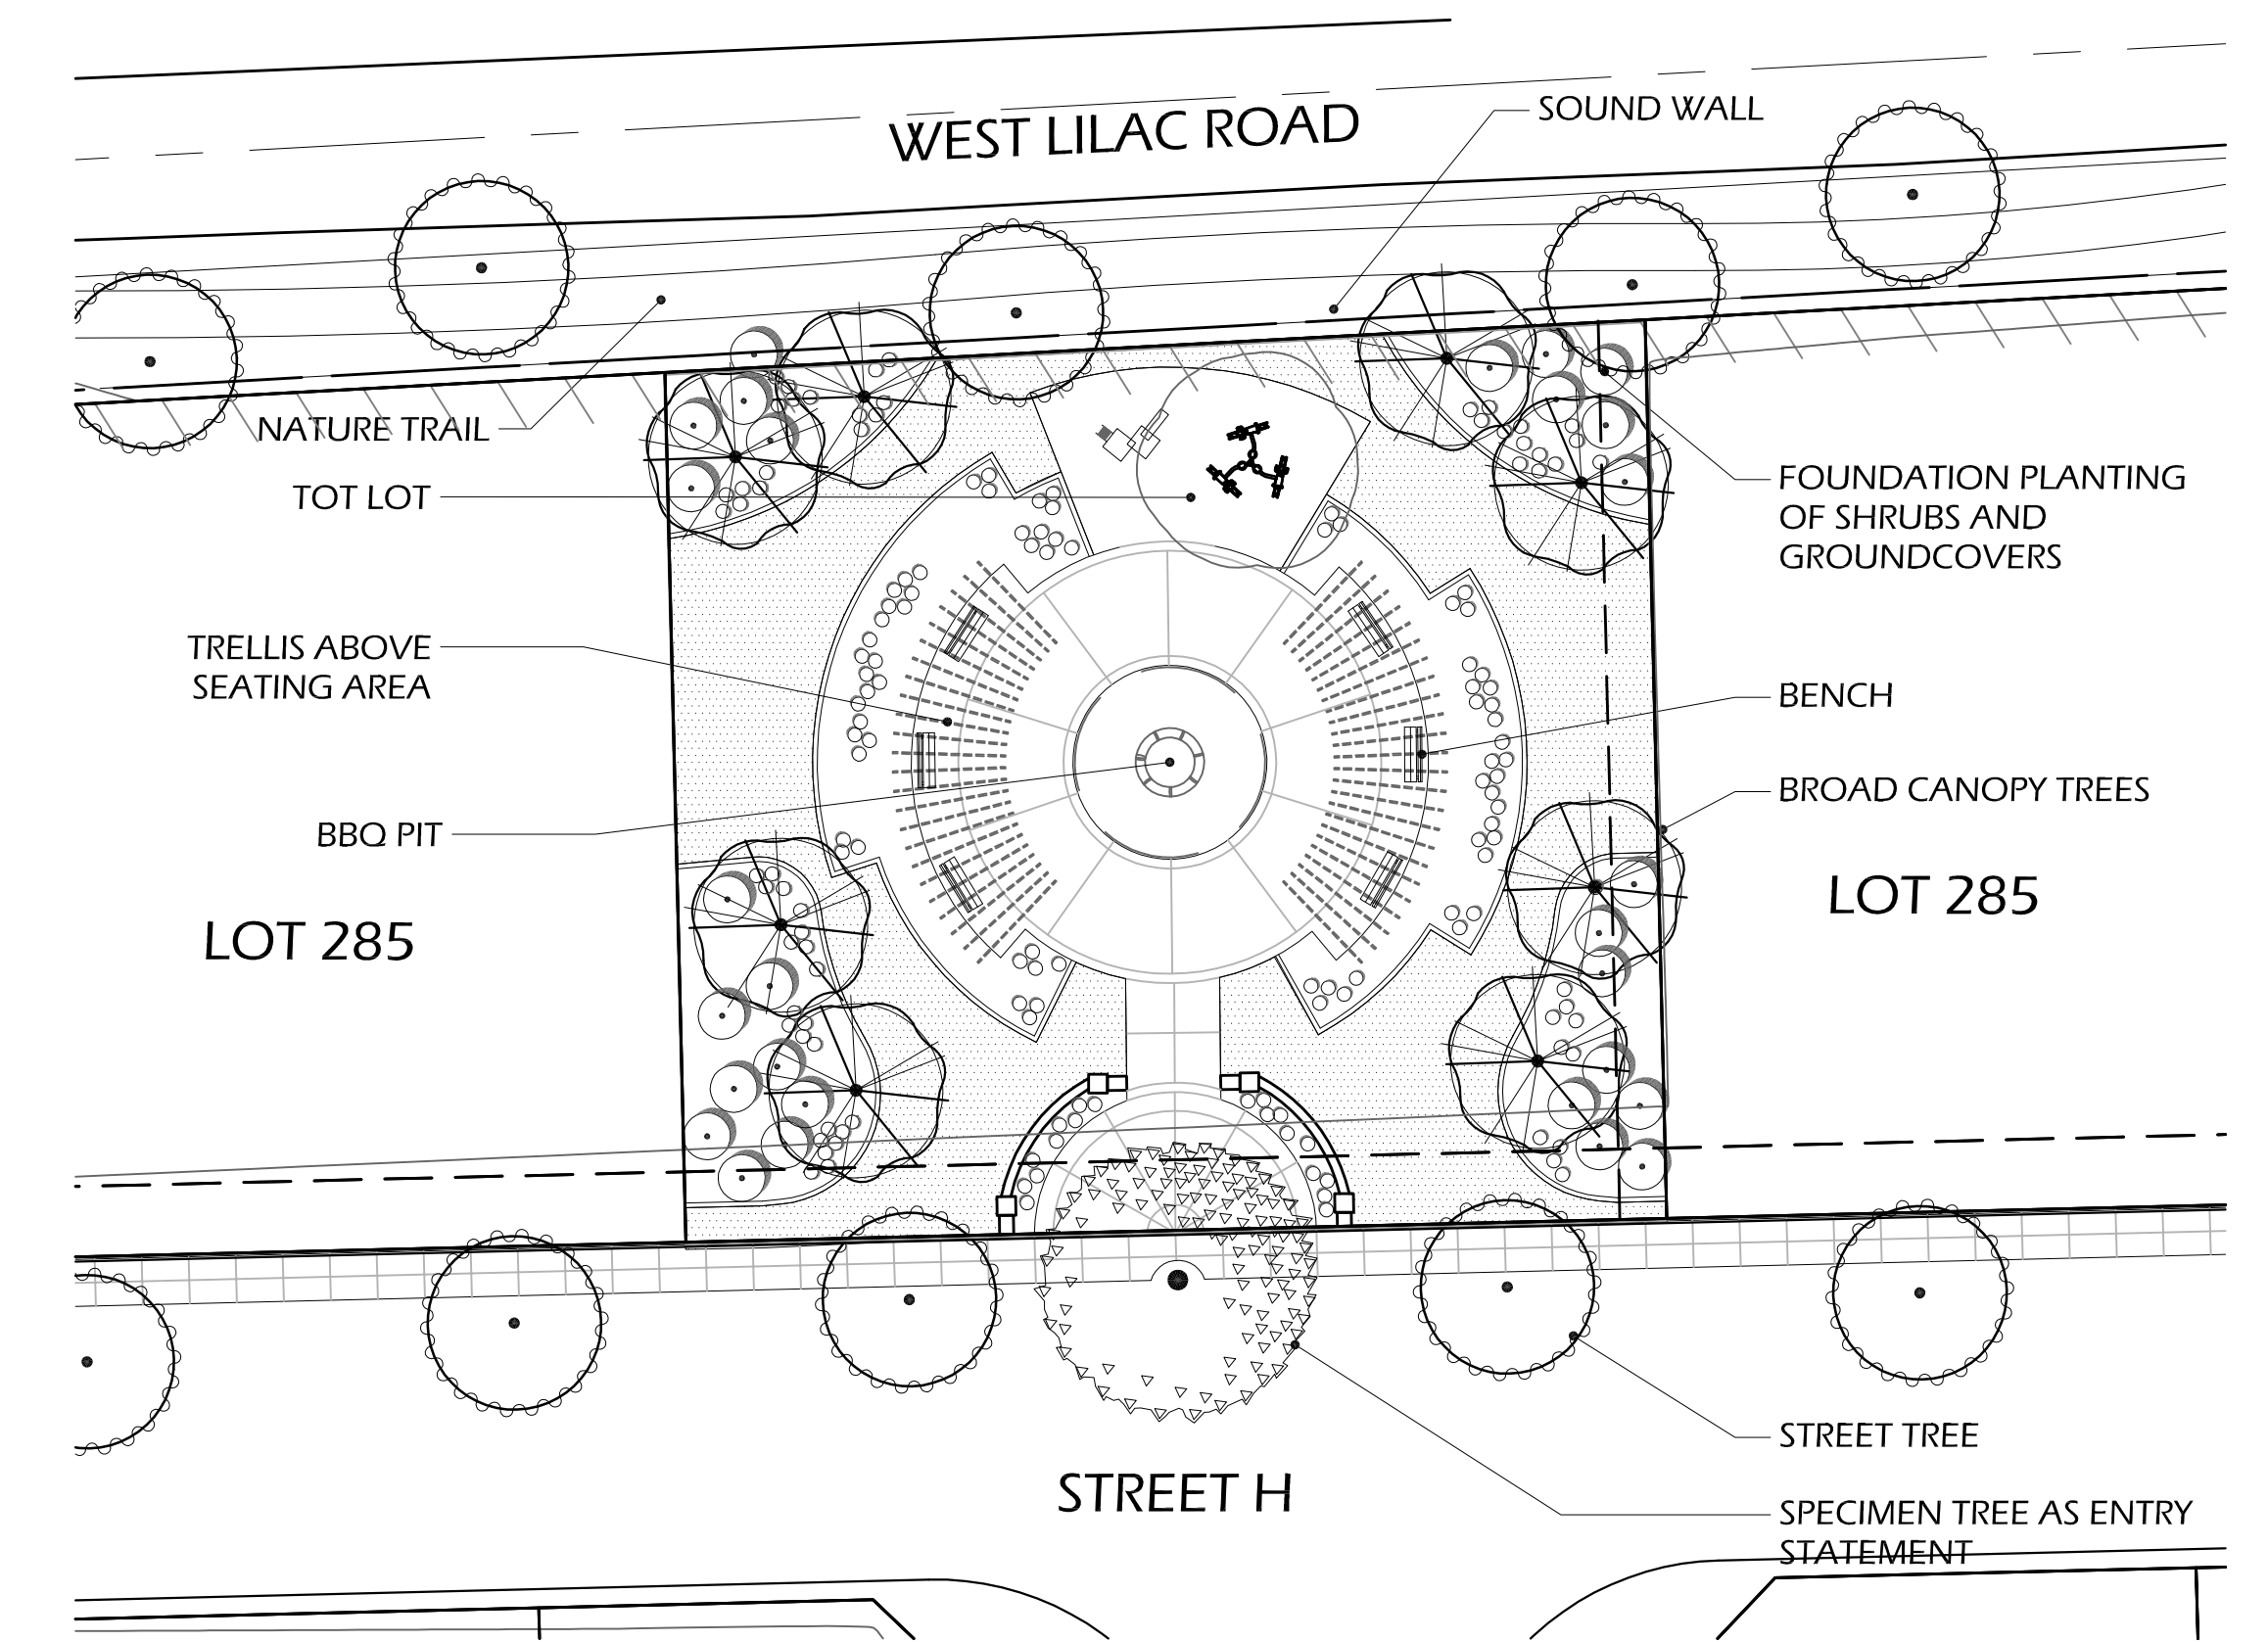 WEST LILAC ROAD
SOUND WALL
NATURE TRAIL
TOT LOT
FOUNDATION PLANTING
OF SHRUBS AND
GROUNDCOVERS
TRELLIS ABOVE
SEATING AREA
BENCH
BROAD CANOPY TREES
BBQ PIT
LOT 285
LOT 285
STREET TREE
STREET H
SPECIMEN TREE AS ENTRY
STATEMENT